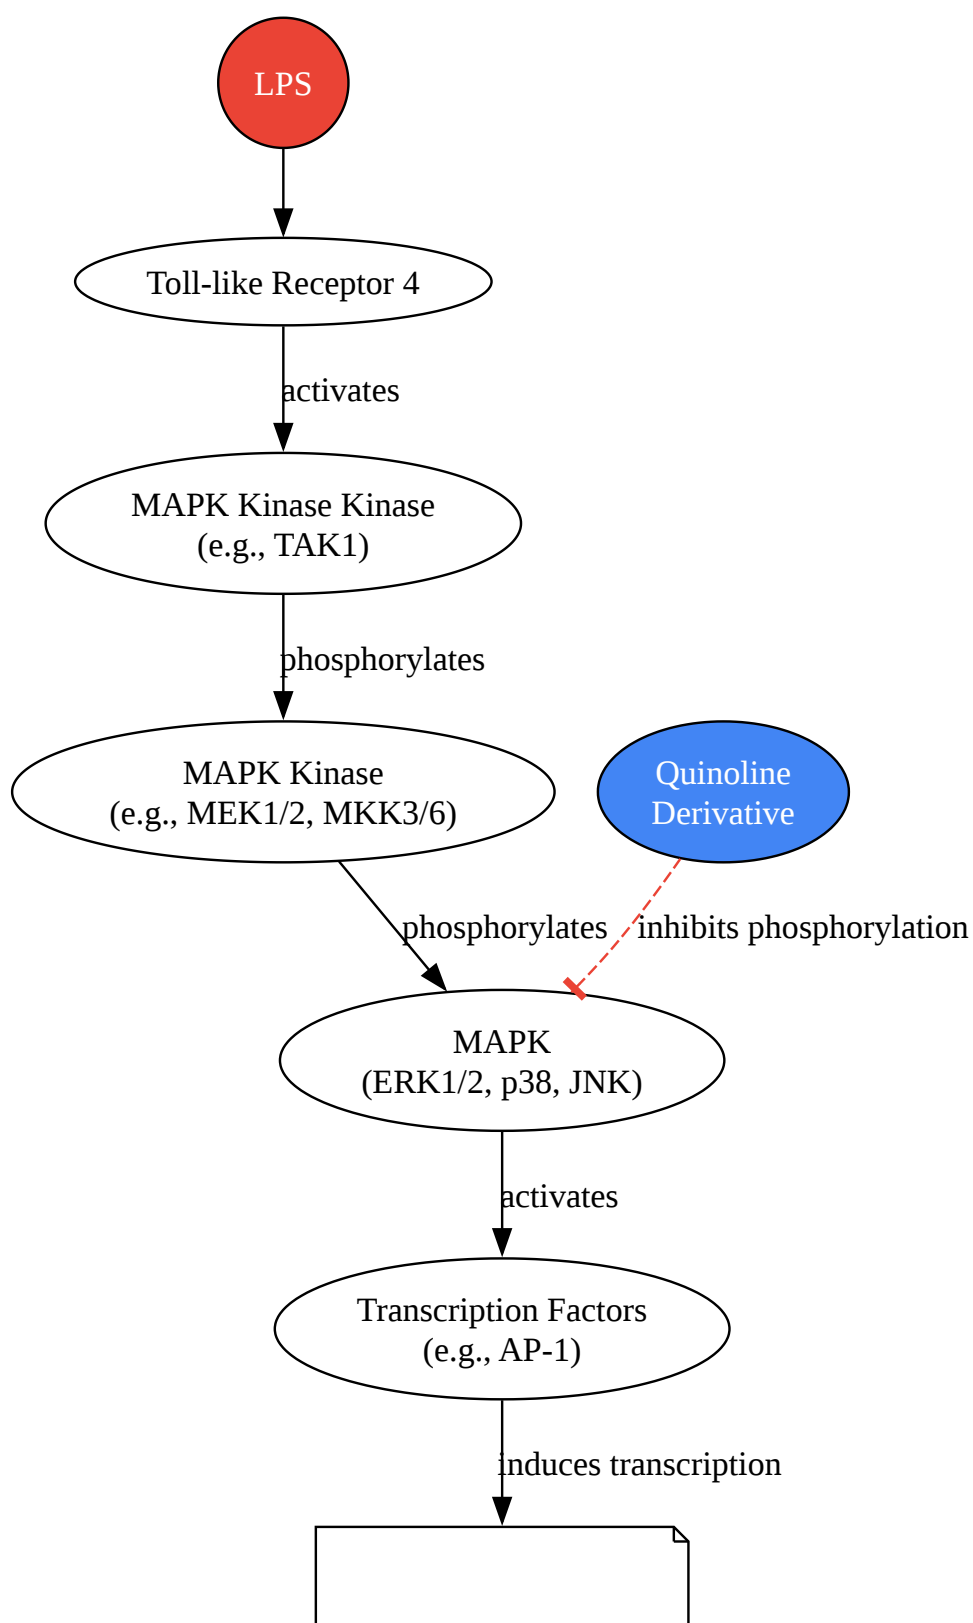 LPS
Toll-like Receptor 4
activates
MAPK Kinase Kinase
(e.g., TAK1)
phosphorylates
MAPK Kinase
(e.g., MEK1/2, MKK3/6)
Quinoline
Derivative
phosphorylates
inhibits phosphorylation
MAPK
(ERK1/2, p38, JNK)
activates
Transcription Factors
(e.g., AP-1)
induces transcription